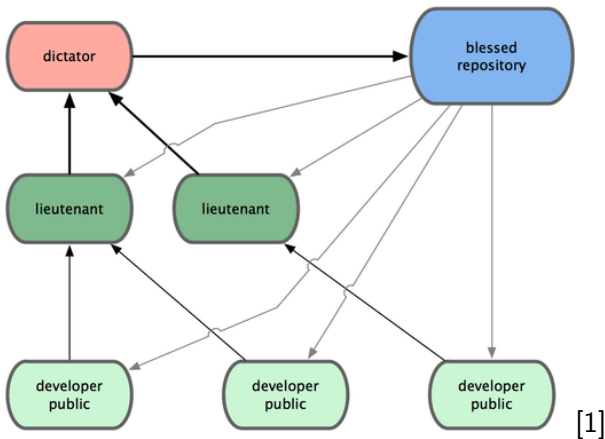 dictator
blessed
repository
lieutenant
lieutenant
developer
public
developer
public
developer
public
[1]